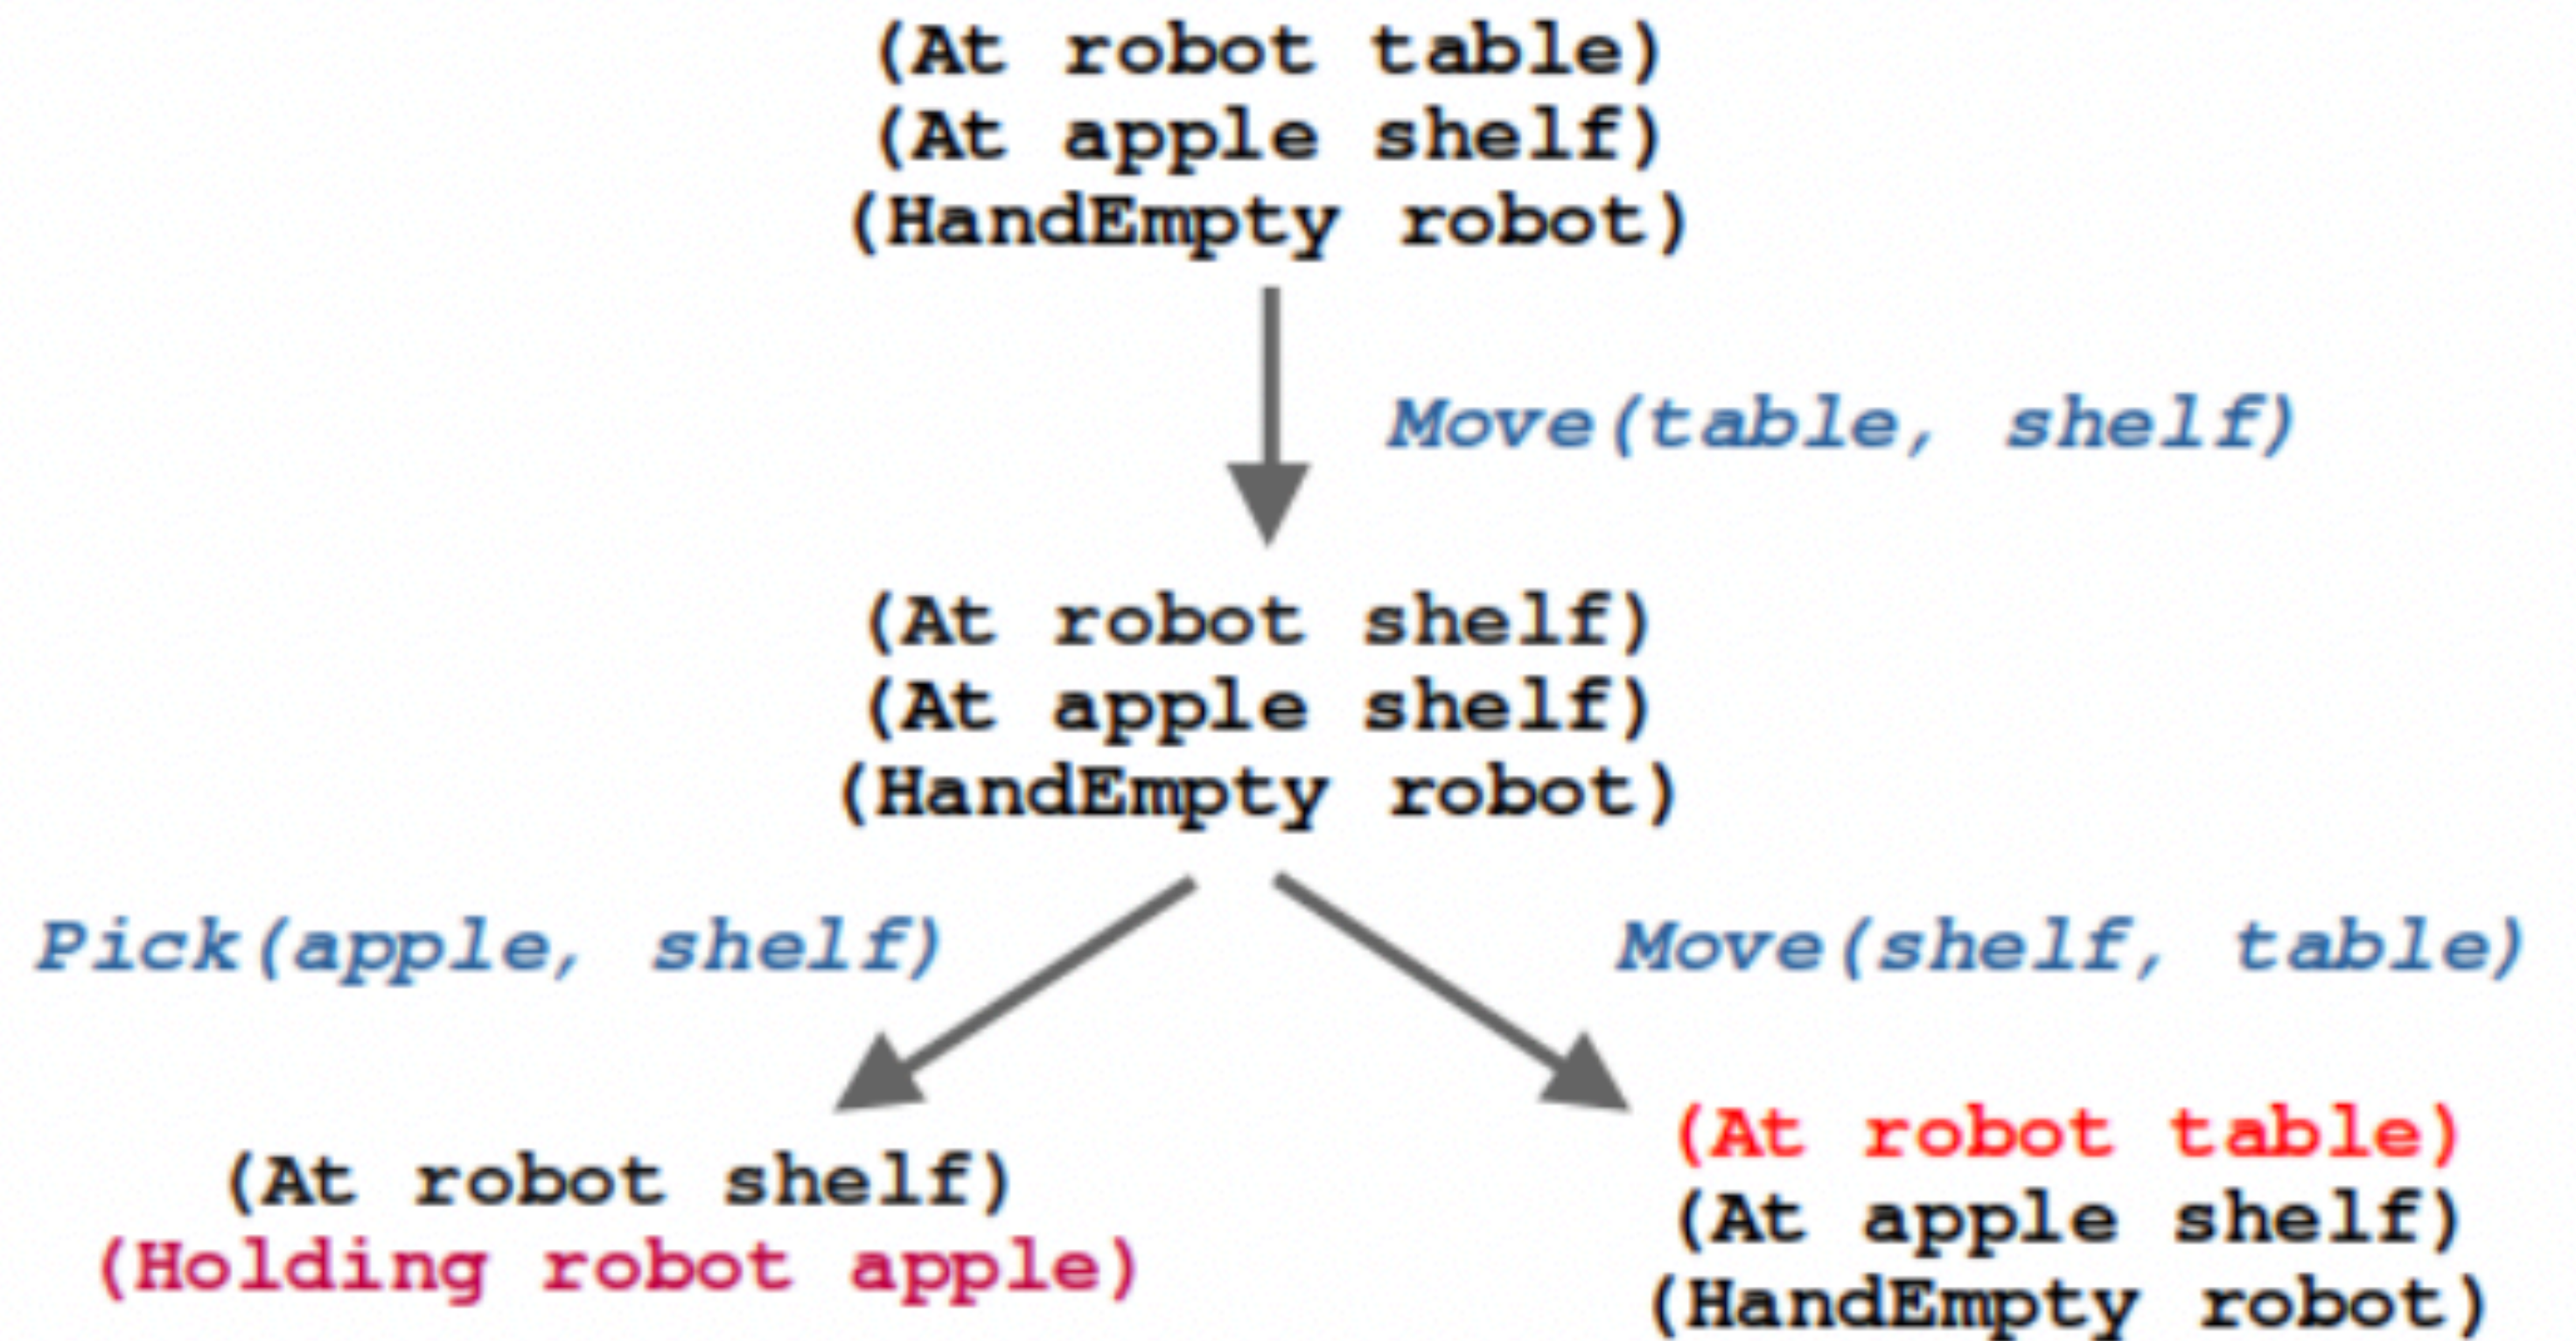 (At robot table)
(At apple shelf)
(HandEmpty robot)
Move(table, shelf)
(At robot shelf)
(At apple shelf)
(HandEmpty robot)
Pick(apple, shelf)
Move(shelf, table)
(At robot shelf)
(Holding robot apple)
(At robot table)
(At apple shelf)
(HandEmpty robot)